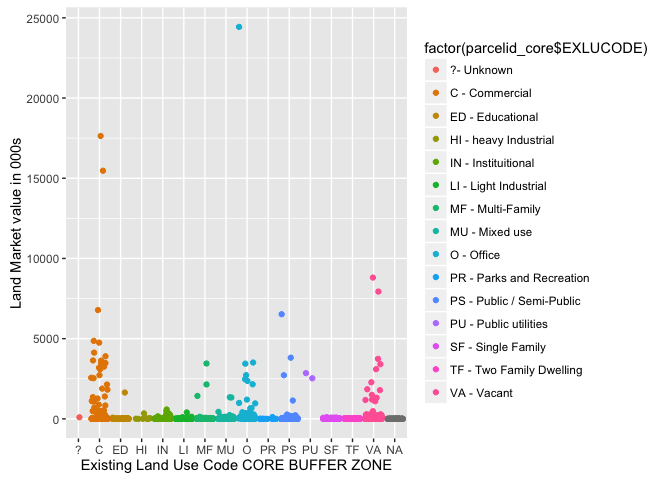 25000
20000
15000
10000
5000
0
Land Market value in 000s
? C ED HI IN LI MF MU O PR PS PU SF TF VA NA
Existing Land Use Code CORE BUFFER ZONE
factor(parcelid_core$EXLUCODE)
?- Unknown
C - Commercial
ED - Educational
HI - heavy Industrial
IN - Instituitional
LI - Light Industrial
MF - Multi-Family
MU - Mixed use
O - Office
PR - Parks and Recreation
PS - Public / Semi-Public
PU - Public utilities
SF - Single Family
TF - Two Family Dwelling
VA - Vacant